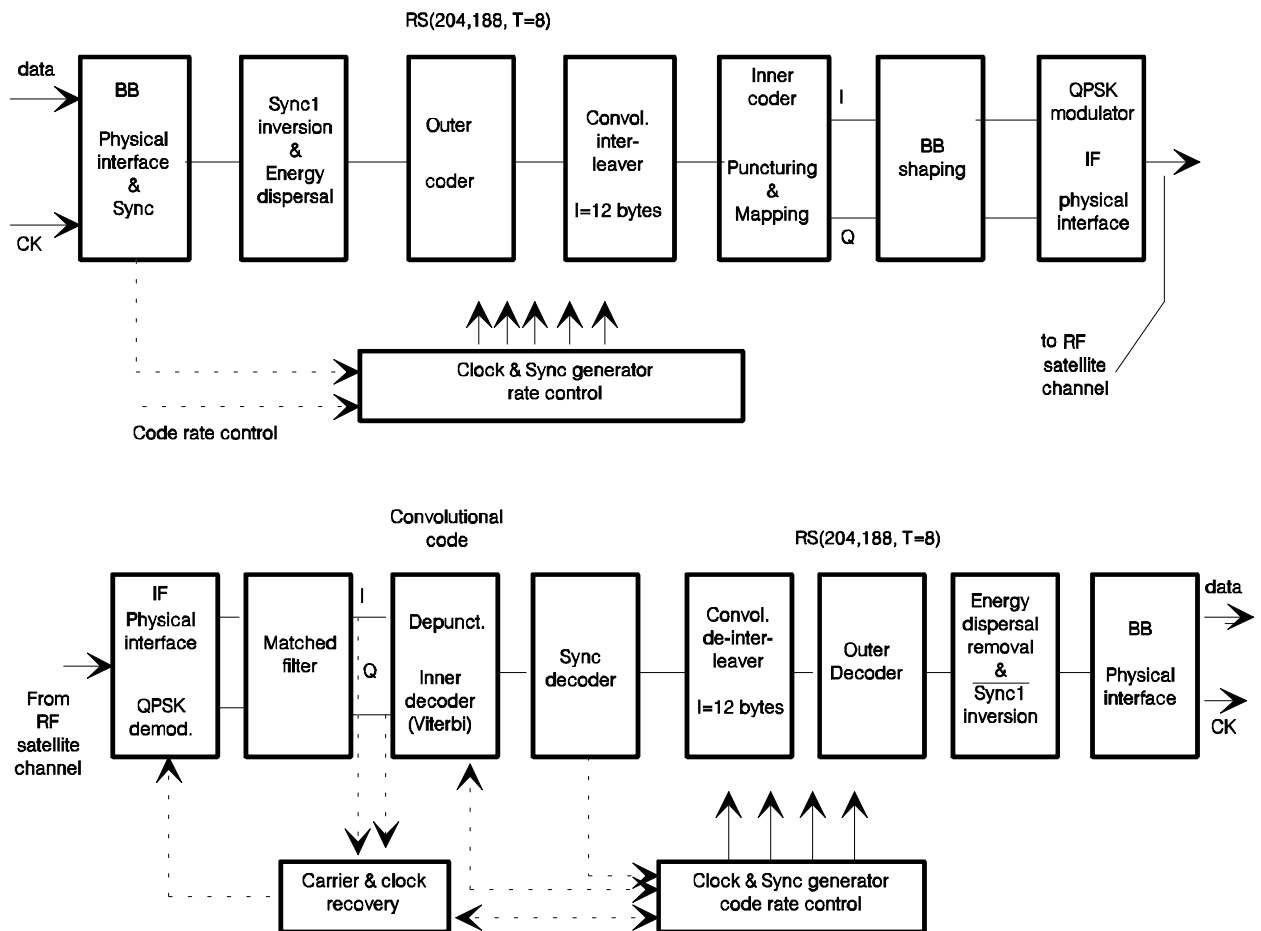 RS(204,188, T=8)
data
CK
BB
Physical
interface
&
Sync
Sync1
inversion
&
Energy
dispersal
Outer
coder
Convol.
inter-
leaver
I=12 bytes
Inner
coder
Puncturing
&
Mapping
I
Q
BB
shaping
QPSK
modulator
IF
physical
interface
to RF
satellite
channel
Clock & Sync generator
rate control
Code rate control
Convolutional
code
RS(204,188, T=8)
From
RF
satellite
channel
IF
Physical
interface
QPSK
demod.
Matched
filter
I
Q
Depunct.
Inner
decoder
(Viterbi)
Sync
decoder
Convol.
de-inter-
leaver
I=12 bytes
Outer
Decoder
Energy
dispersal
removal
&
Sync1
inversion
BB
Physical
interface
data
CK
Carrier & clock
recovery
Clock & Sync generator
code rate control